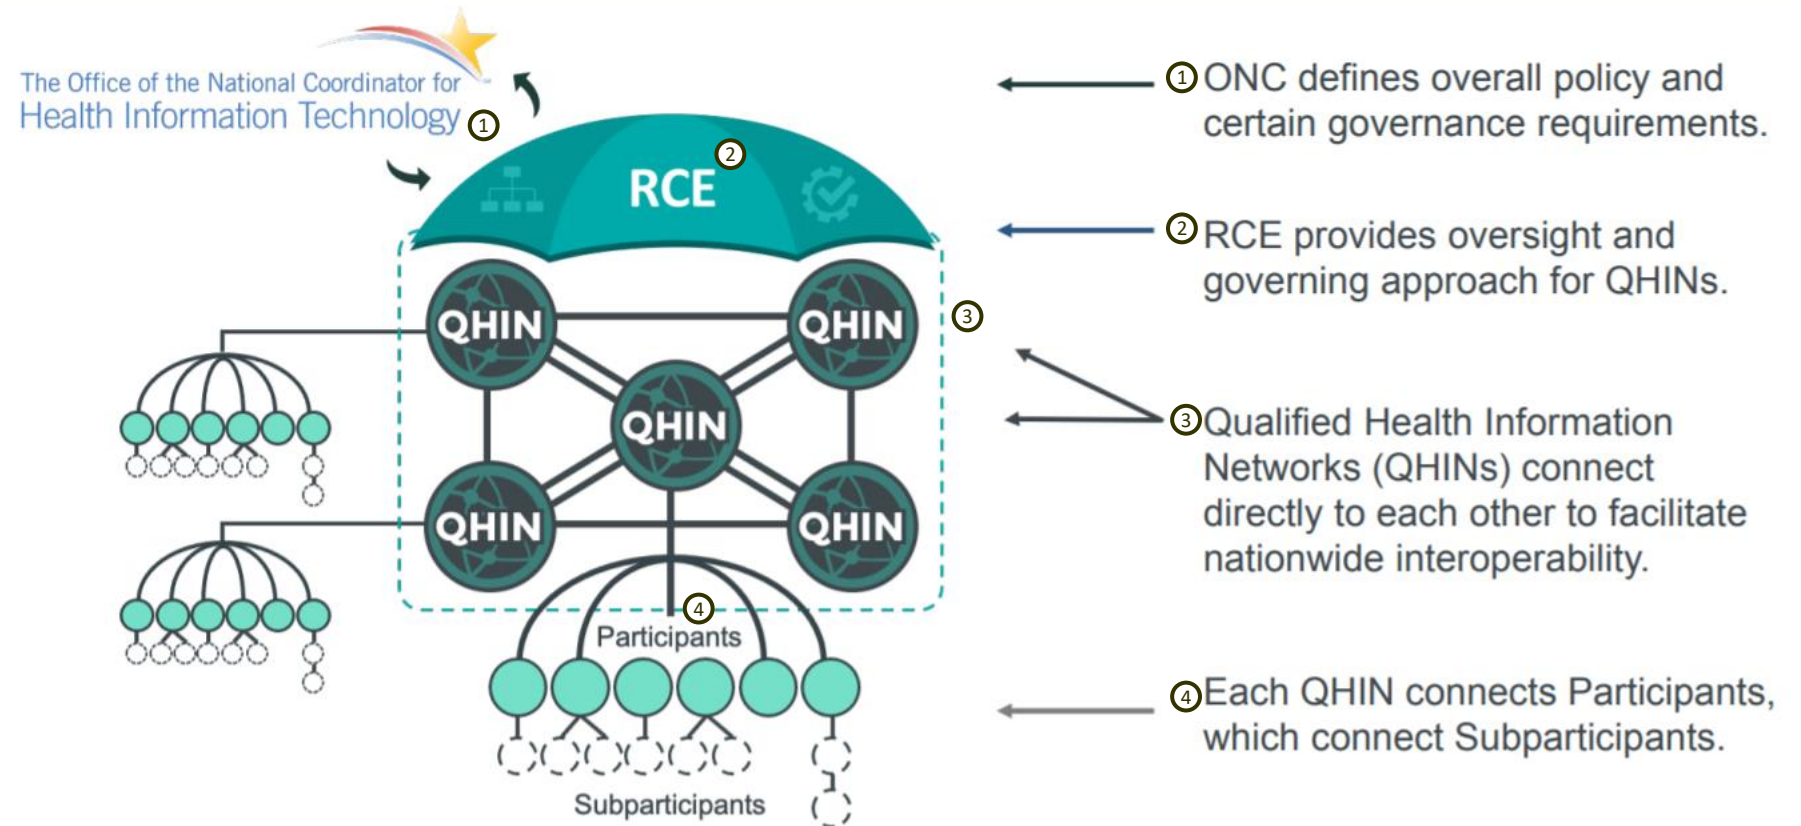 The Office of the National Coordinator for
Health Information Technology
1
RCE
2
QHIN
QHIN
3
QHIN
QHIN
QHIN
4
Participants
Subparticipants
1 ONC defines overall policy and
certain governance requirements.
2 RCE provides oversight and
governing approach for QHINs.
3 Qualified Health Information
Networks (QHINs) connect
directly to each other to facilitate
nationwide interoperability.
4 Each QHIN connects Participants,
which connect Subparticipants.